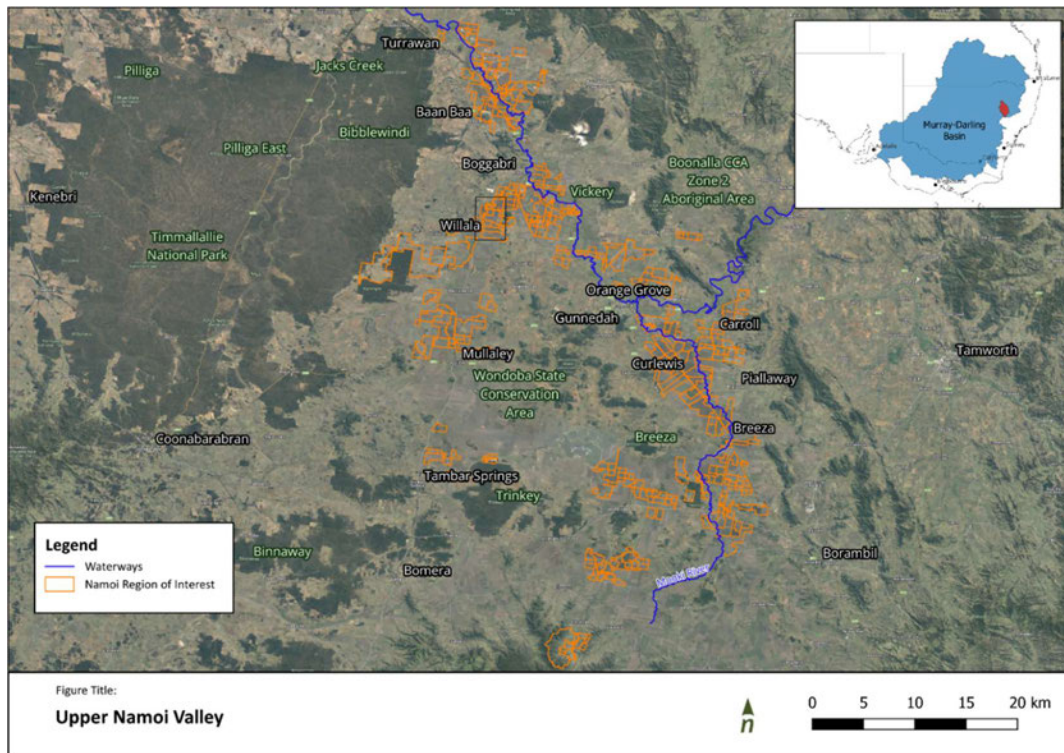 Turrawan
Jacks Creek
Pilliga
Baan Baa
Bibblewindi
Pilliga East
Boggabri
Boonalla CCA
Zone 2
Aboriginal Area
Vickery
Kenebri
Willala
Timmallallie
National Park
Orange Grove
Gunnedah
Carroll
Mullaley
Curlewis
Tamworth
Wondoba State
Conservation
Area
Piallaway
Coonabarabran
Breeza
Breeza
Tambar Springs
Trinkey
Binnaway
Bomera
Borambil
Mooki River
Murray-Darling
Basin
Legend
Waterways
Namoi Region of Interest
Figure Title:
Upper Namoi Valley
n
0 5 10 15 20 km